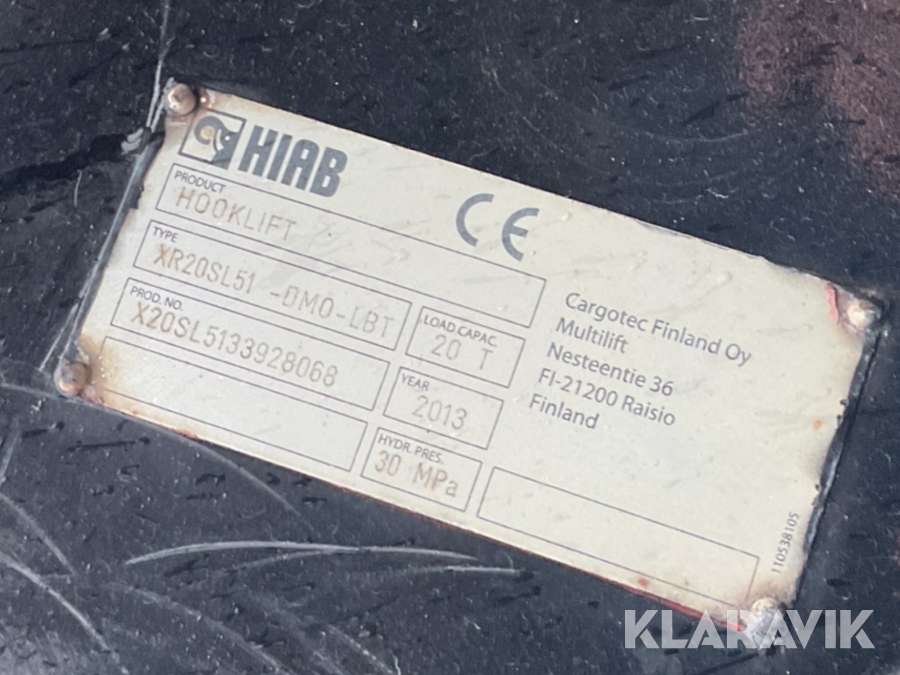 HIAB
CE
PRODUCT
HOOKLIFT
TYPE
XR20SL51 -DM0-LBT
LOAD CAPAC.
20 T
PROD. NO.
X20SL5133928068
YEAR
2013
HYDR. PRES.
30 MPa
Cargotec Finland Oy
Multilift
Nesteentie 36
FI-21200 Raisio
Finland
110538105
KLARAVIK